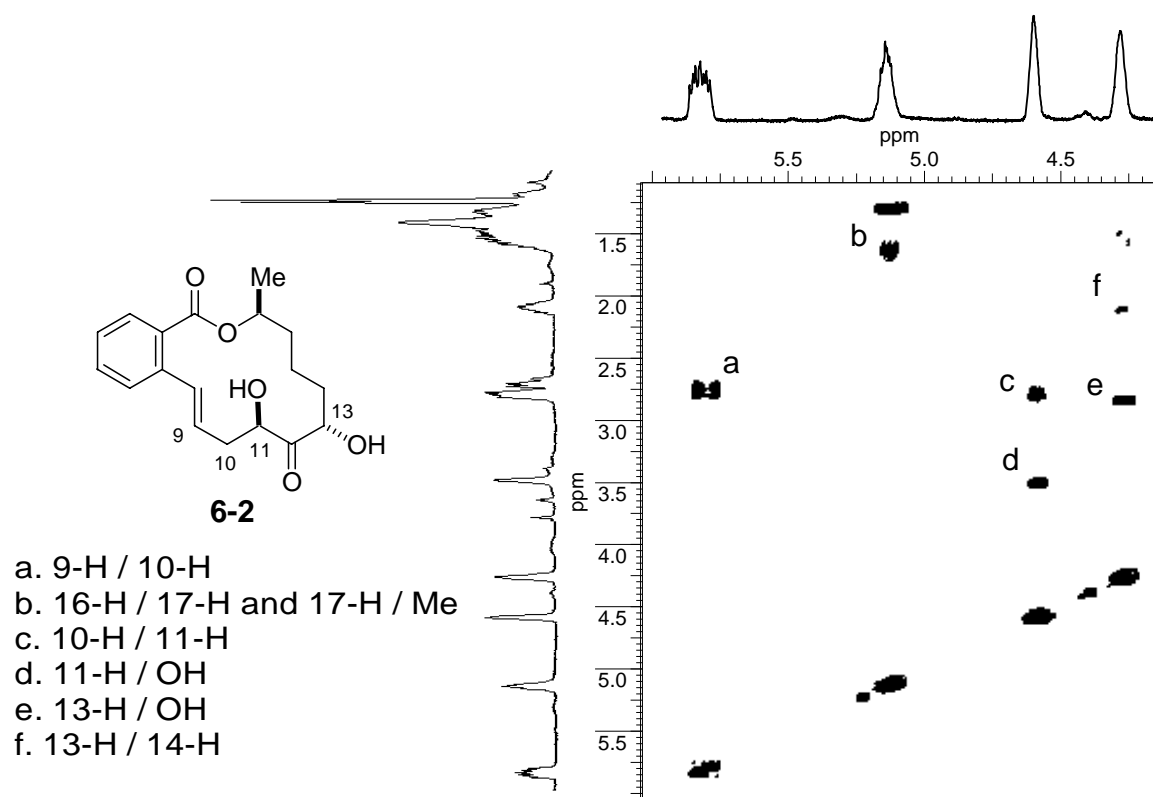 ppm
5.5 5.0 4.5
1.5
2.0
2.5
3.0
3.5
4.0
4.5
5.0
5.5
ppm
b
f
a
c
e
d
O
Me
O
HO
13
9
11
OH
10
O
6-2
a. 9-H / 10-H
b. 16-H / 17-H and 17-H / Me
c. 10-H / 11-H
d. 11-H / OH
e. 13-H / OH
f. 13-H / 14-H